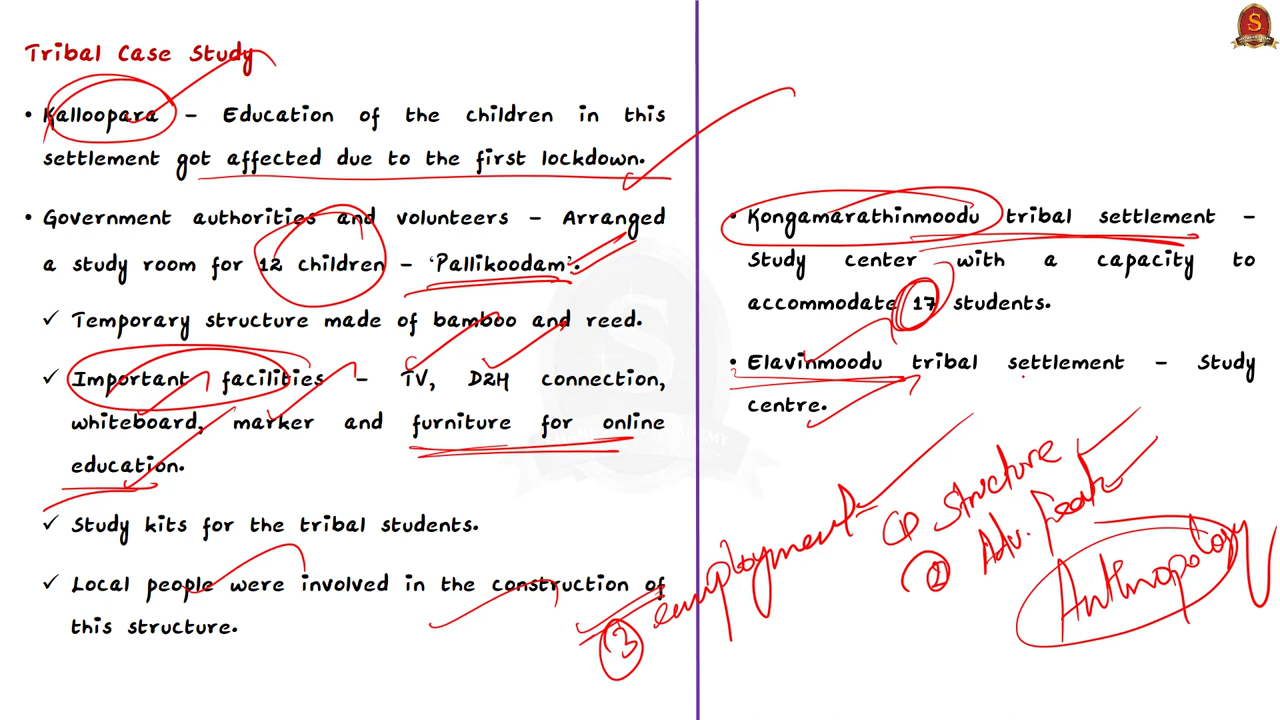 Tribal Case Study
• Kalloopara - Education of the children in this
settlement got affected due to the first lockdown.
• Government authorities and volunteers - Arranged
a study room for 12 children - 'Pallikoodam'.
✓ Temporary structure made of bamboo and reed.
✓ Important facilities - TV, D2H connection,
whiteboard, marker and furniture for online
education.
✓ Study kits for the tribal students.
✓ Local people were involved in the construction of
this structure.
• Kongamarathinmoodu tribal settlement -
Study center with a capacity to
accommodate 17 students.
• Elavinmoodu tribal settlement - Study
centre.
① Structure
② Adv. Featr
③ employment
Anthropology
S